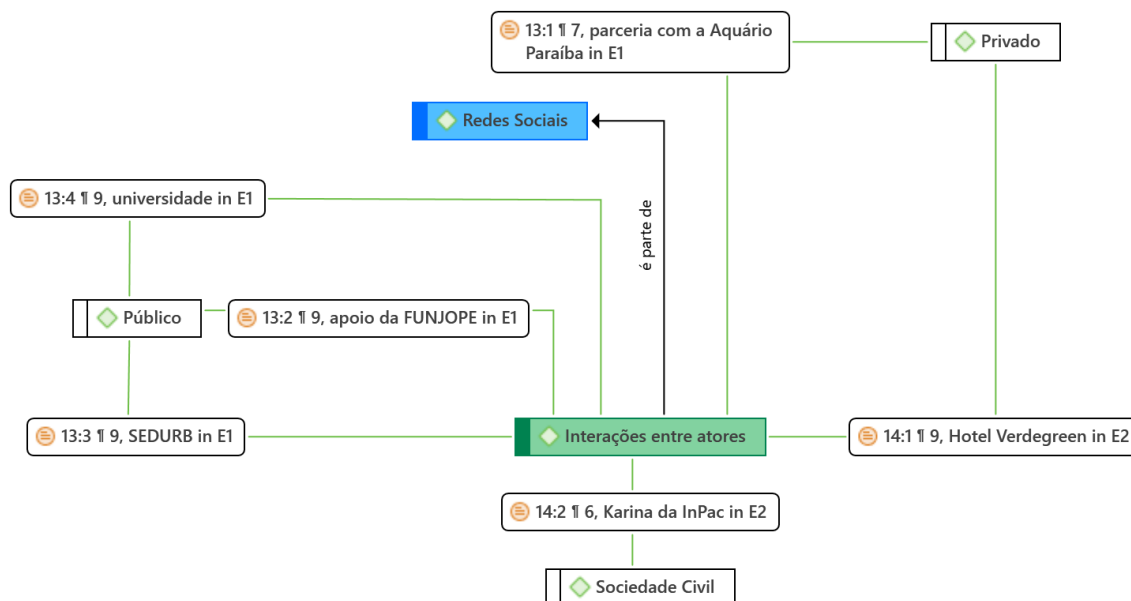 13:1 ¶ 7, parceria com a Aquário
Paraíba in E1
Privado
Redes Sociais
13:4 ¶ 9, universidade in E1
é parte de
Público
13:2 ¶ 9, apoio da FUNJOPE in E1
13:3 ¶ 9, SEDURB in E1
Interações entre atores
14:1 ¶ 9, Hotel Verdegreen in E2
14:2 ¶ 6, Karina da InPac in E2
Sociedade Civil